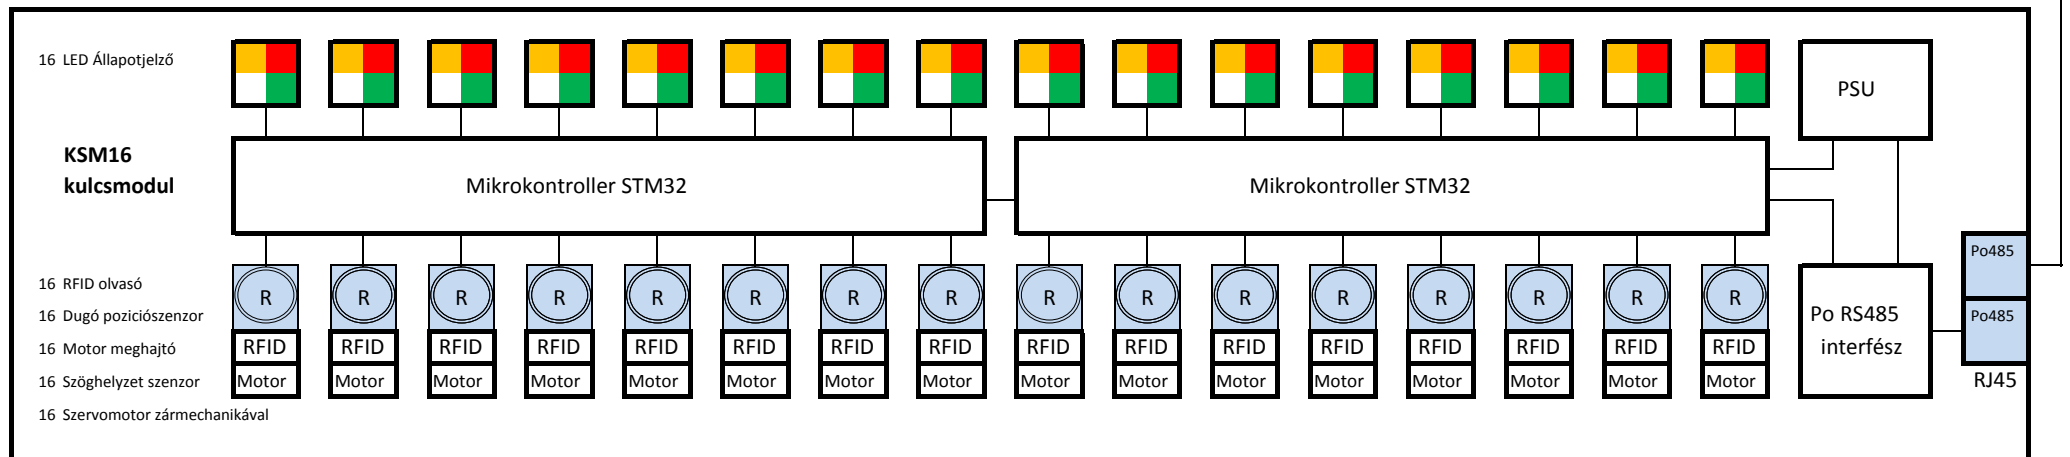 16 LED Állapotjelző
PSU
KSM16
kulcsmodul
Mikrokontroller STM32
Mikrokontroller STM32
Po485
16 RFID olvasó
R R R R R R R R R R R R R R R R
16 Dugó poziciószenzor
Po RS485
interfész
Po485
16 Motor meghajtó
RFID RFID RFID RFID RFID RFID RFID RFID RFID RFID RFID RFID RFID RFID RFID RFID
16 Szöghelyzet szenzor
Motor Motor Motor Motor Motor Motor Motor Motor Motor Motor Motor Motor Motor Motor Motor Motor
RJ45
16 Szervomotor zármechanikával